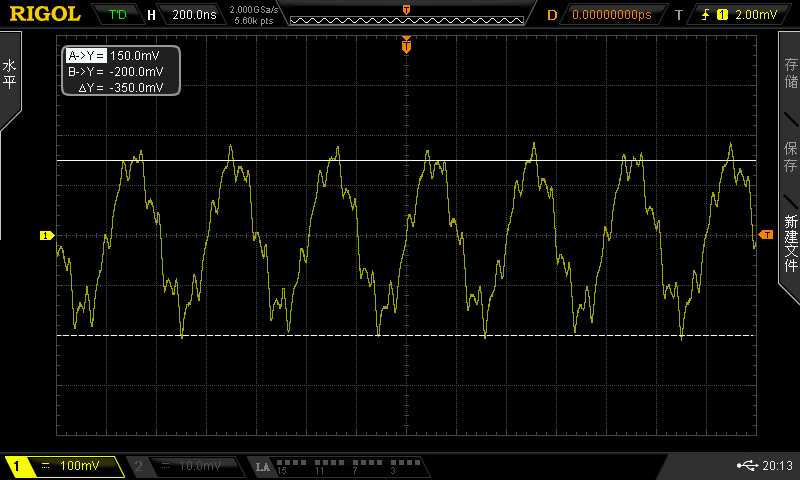 RIGOL T'D H 200.0ns 2.000GSa/s 5.60k pts T D 0.00000000ps T 1 2.00mV
T
A->Y= 150.0mV
B->Y= -200.0mV
ΔY= -350.0mV
水平
存储
保存
新建文件
1
T
1 100mV 2 10.0mV LA 15 11 7 3 20:13